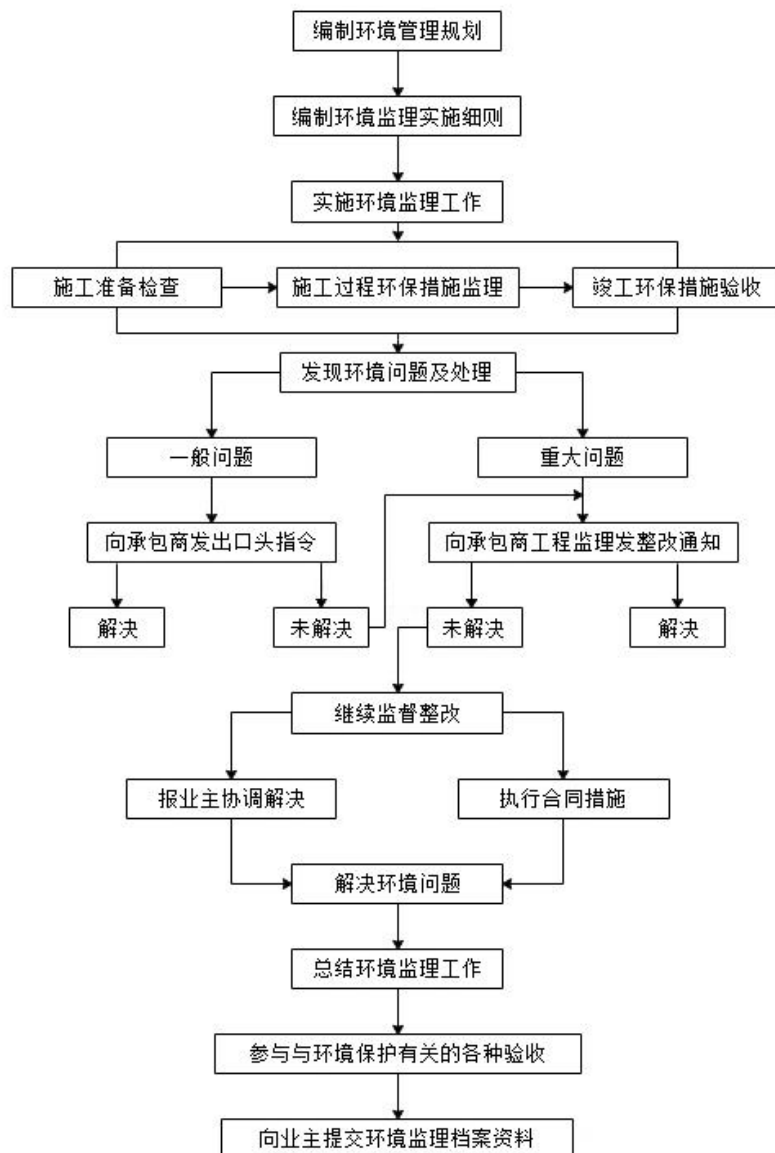 编制环境管理规划
编制环境监理实施细则
实施环境监理工作
施工准备检查
施工过程环保措施监理
竣工环保措施验收
发现环境问题及处理
一般问题
重大问题
向承包商发出口头指令
向承包商工程监理发整改通知
解决
未解决
未解决
解决
继续监督整改
报业主协调解决
执行合同措施
解决环境问题
总结环境监理工作
参与与环境保护有关的各种验收
向业主提交环境监理档案资料